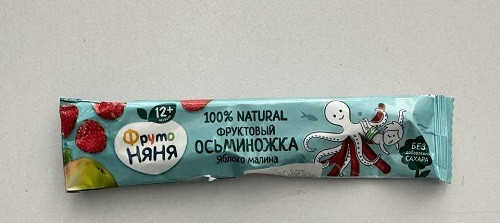 12+
Фруто
НЯНЯ
100% NATURAL
ФРУКТОВЫЙ
ОСЬМИНОЖКА
Яблоко малина
БЕЗ
САХАРА